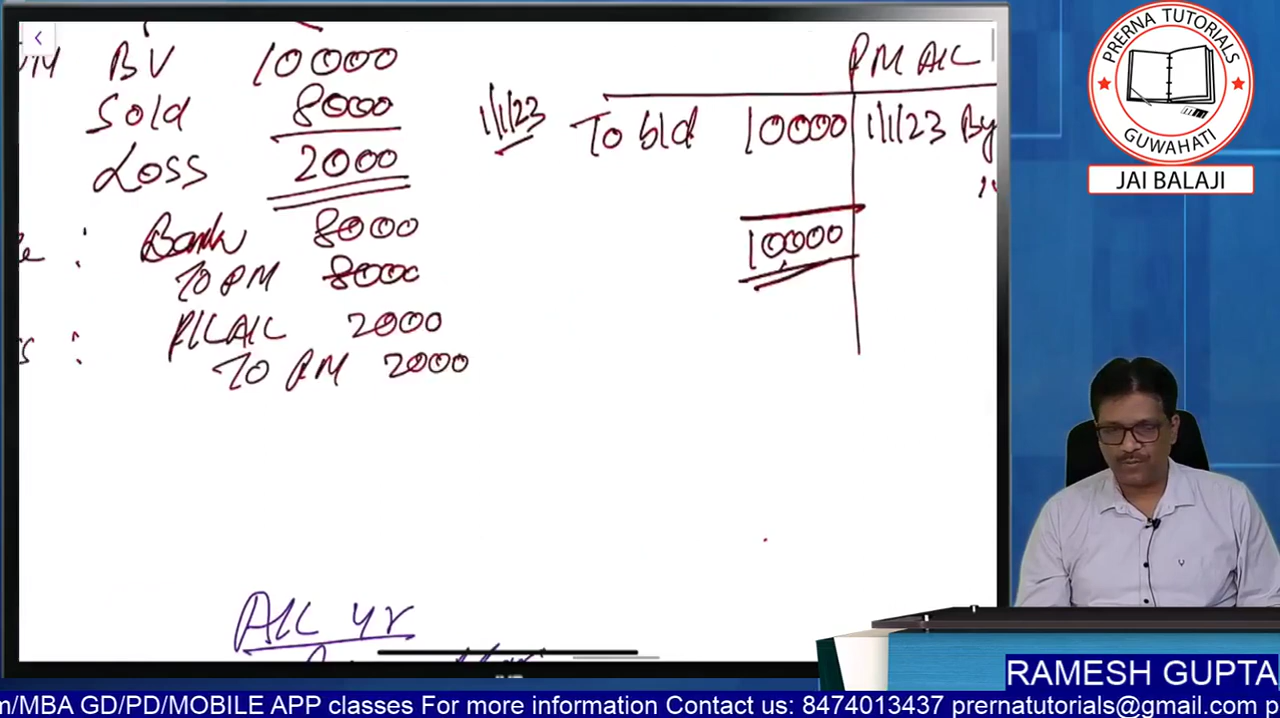 BV 10000
Sold 8000
Loss 2000
: Bank 8000
To PM 8000
: P/L A/C 2000
To PM 2000
PM A/C
1/1/23 To b/d 10000 1/1/23 By
10000
A/C yr
PRERNA TUTORIALS
GUWAHATI
JAI BALAJI
RAMESH GUPTA
m/MBA GD/PD/MOBILE APP classes For more information Contact us: 8474013437 prernatutorials@gmail.com p